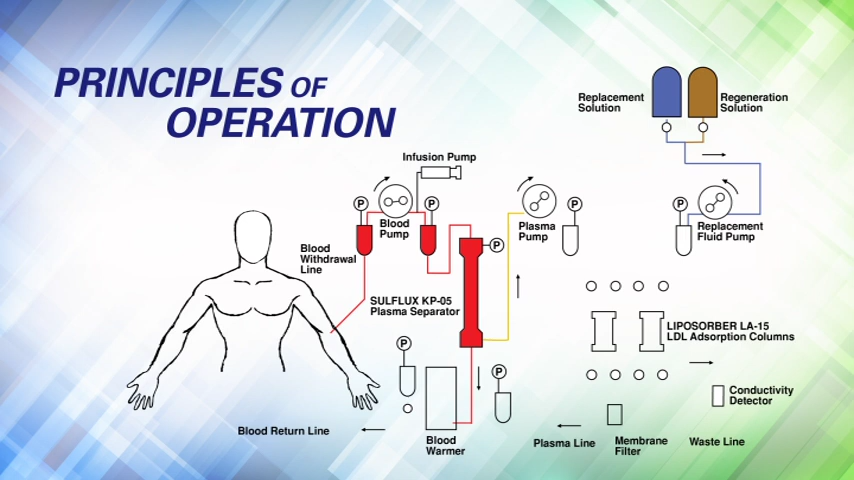 PRINCIPLES OF
OPERATION
Replacement
Solution
Regeneration
Solution
Infusion Pump
P
P
Blood
Pump
Plasma
Pump
P
P
Replacement
Fluid Pump
Blood
Withdrawal
Line
P
SULFLUX KP-05
Plasma Separator
LIPOSORBER LA-15
LDL Adsorption Columns
P
P
Conductivity
Detector
Blood Return Line
Blood
Warmer
Plasma Line
Membrane
Filter
Waste Line